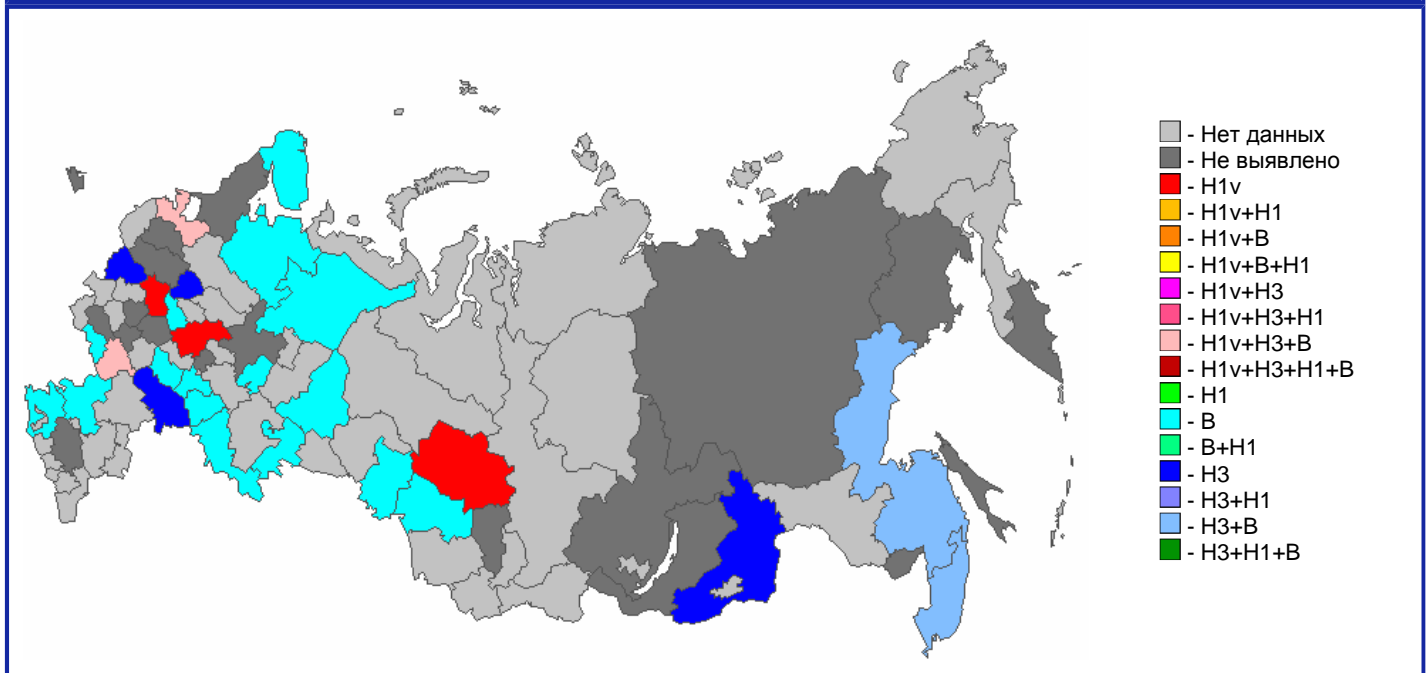 - Нет данных
- Не выявлено
- H1v
- H1v+H1
- H1v+B
- H1v+B+H1
- H1v+H3
- H1v+H3+H1
- H1v+H3+B
- H1v+H3+H1+B
- H1
- B
- B+H1
- H3
- H3+H1
- H3+B
- H3+H1+B